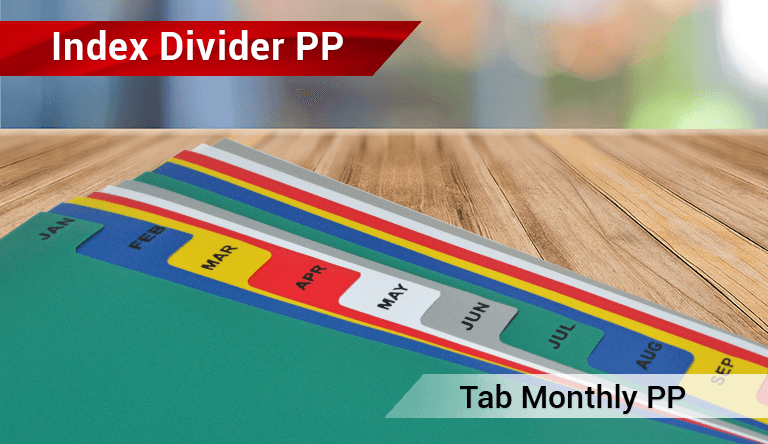 Index Divider PP
JAN
FEB
MAR
APR
MAY
JUN
JUL
AUG
SEP
Tab Monthly PP